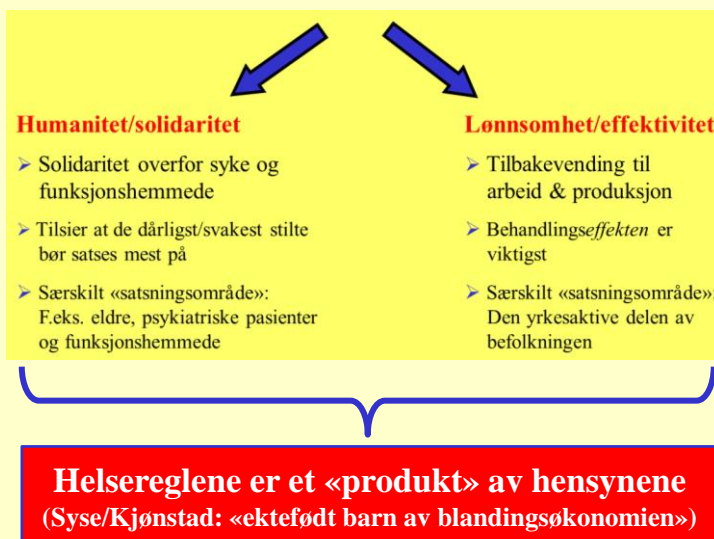 Humanitet/solidaritet
➢ Solidaritet overfor syke og
funksjonshemmede
➢ Tilsier at de dårligst/svakest stilte
bør satses mest på
➢ Særskilt «satsningsområde»:
F.eks. eldre, psykiatriske pasienter
og funksjonshemmede
Lønnsomhet/effektivitet
➢ Tilbakevending til
arbeid & produksjon
➢ Behandlingseffekten er
viktigst
➢ Særskilt «satsningsområde»:
Den yrkesaktive delen av
befolkningen
Helsereglene er et «produkt» av hensynene
(Syse/Kjønstad: «ektefødt barn av blandingsøkonomien»)